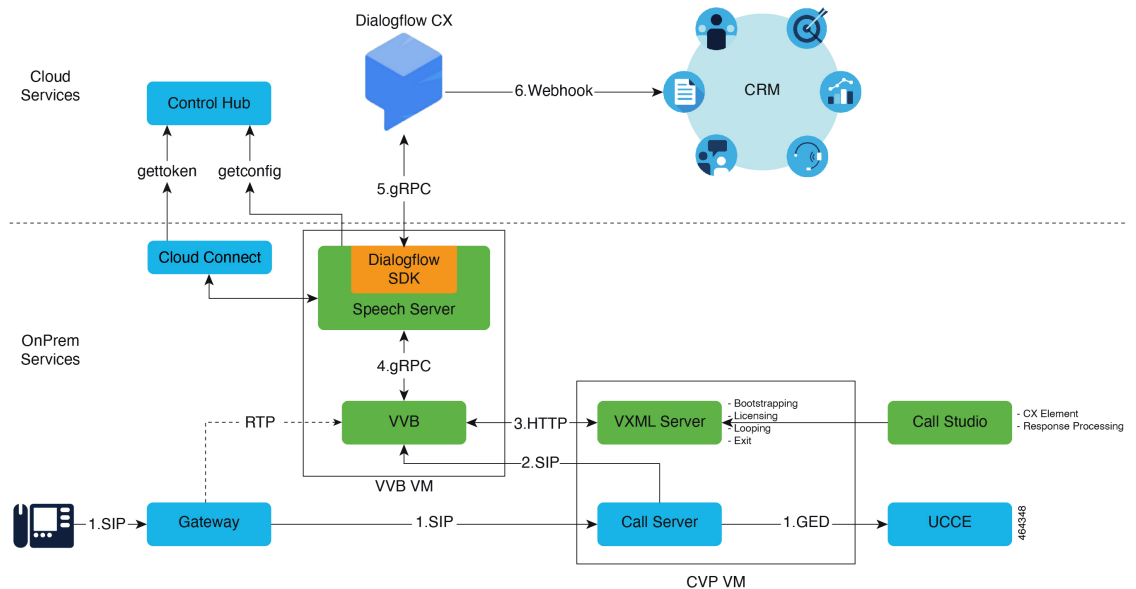 Dialogflow CX
Cloud
Services
Control Hub
6.Webhook
CRM
gettoken
getconfig
5.gRPC
Cloud Connect
Dialogflow
SDK
Speech Server
OnPrem
Services
4.gRPC
RTP
VVB
3.HTTP
VXML Server
- Bootstrapping
- Licensing
- Looping
- Exit
Call Studio
- CX Element
- Response Processing
2.SIP
VVB VM
1.SIP
Gateway
1.SIP
Call Server
1.GED
UCCE
464348
CVP VM